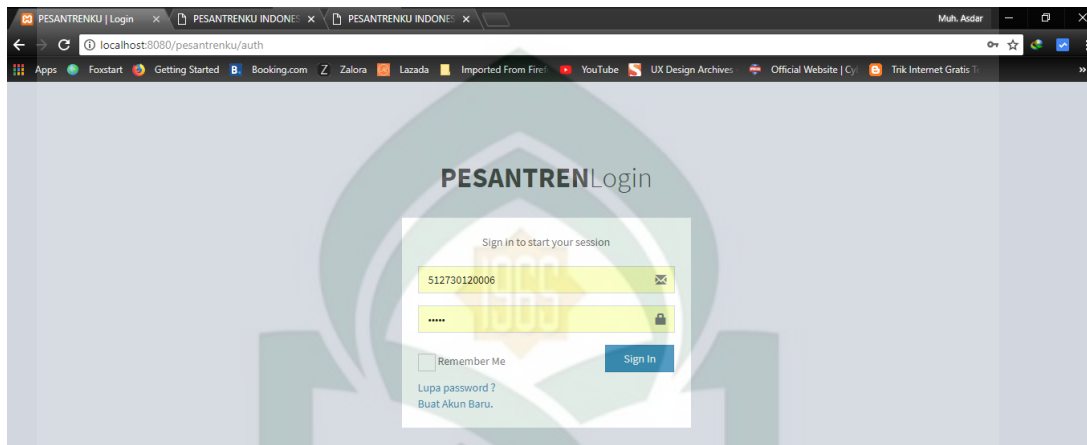 PESANTRENKU | Login PESANTRENKU INDONES PESANTRENKU INDONES Muh. Asdar
localhost:8080/pesantrenku/auth
Apps Foxstart Getting Started B. Booking.com Z Zalora Lazada Imported From Firef YouTube UX Design Archives Official Website | Cy Trik Internet Gratis T »
PESANTRENLogin
Sign in to start your session
1965
512730120006
•••••
Remember Me Sign In
Lupa password ?
Buat Akun Baru.